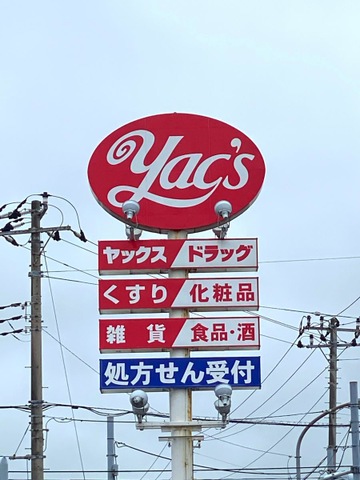 Yac's
ヤックス ドラッグ
くすり 化粧品
雑貨 食品・酒
処方せん受付